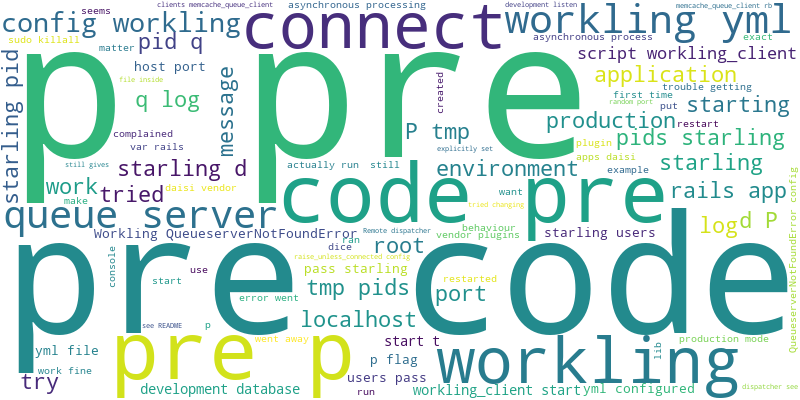 clients memcache_queue_client
asynchronous processing
development listen
memcache_queue_client rb
seems
config workling
connect
workling yml
sudo killall
matter
pid q
asynchronous process
exact
script workling_client
host port
file inside
p pre
application
trouble getting
first time
random port
put
starting
starling pid
q log
message
created
P tmp
production
restart
complained
var rails
explicitly set
plugin
pids starling
still gives
starling d
actually run
still
environment
apps daisi
starling
work
make
tried
daisi vendor
code pre
want
example
rails app
tried changing
queue server
Workling QueueserverNotFoundError
Remote dispatcher
behaviour
vendor plugins
starling users
log
d P
QueueserverNotFoundError config
console
dice
ran
root
raise_unless_connected config
pre code
start
use
error went
pass starling
restarted
tmp pids
port
see README
p
localhost
lib
yml file
pre p
went away
start t
workling
production mode
try
work fine
p flag
users pass
development database
run
workling_client start
yml configured
dispatcher see